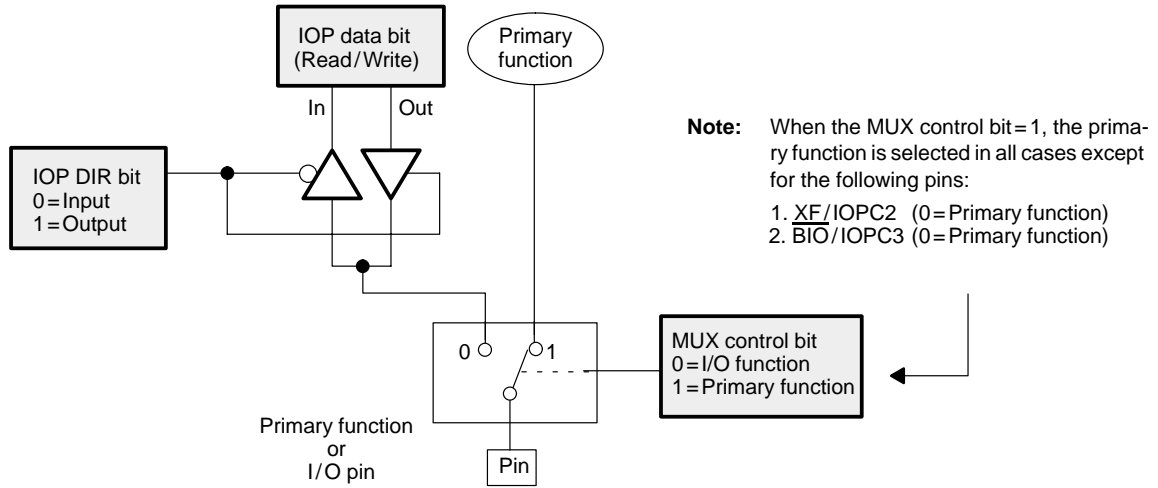 IOP data bit
(Read/Write)
Primary
function
In
Out
IOP DIR bit
0=Input
1=Output
Note: When the MUX control bit=1, the prima-
ry function is selected in all cases except
for the following pins:
1. XF/IOPC2 (0=Primary function)
2. BIO/IOPC3 (0=Primary function)
0
1
MUX control bit
0=I/O function
1=Primary function
Primary function
or
I/O pin
Pin